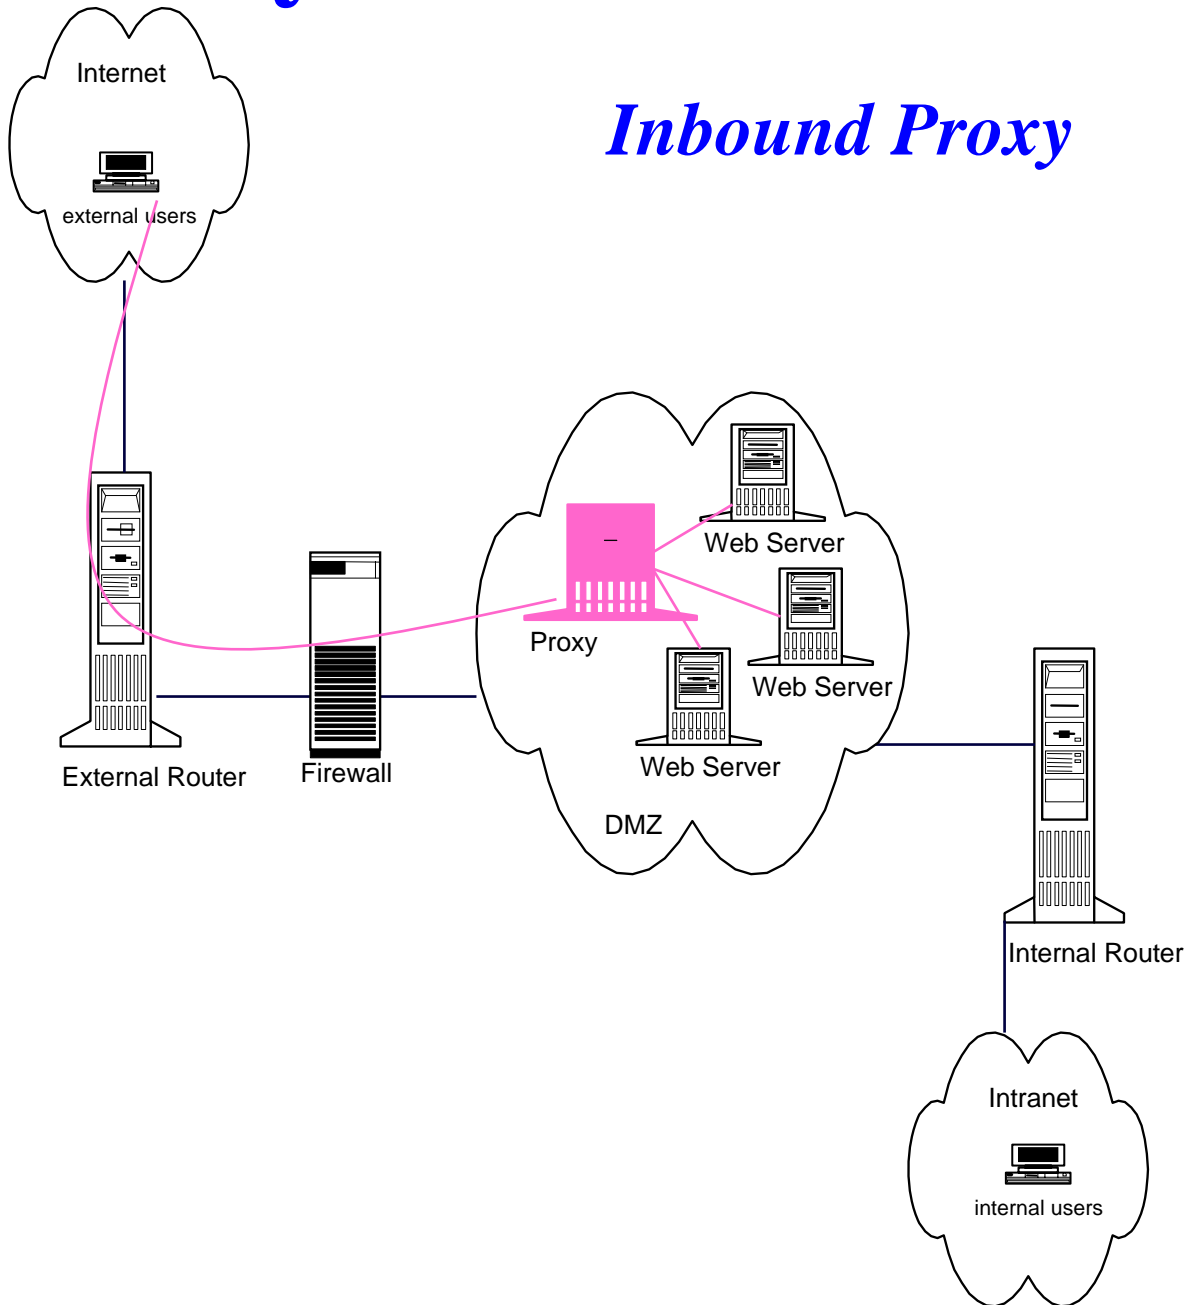 Internet
Inbound Proxy
external users
Web Server
Proxy
Web Server
Web Server
External Router
Firewall
DMZ
Internal Router
Intranet
internal users